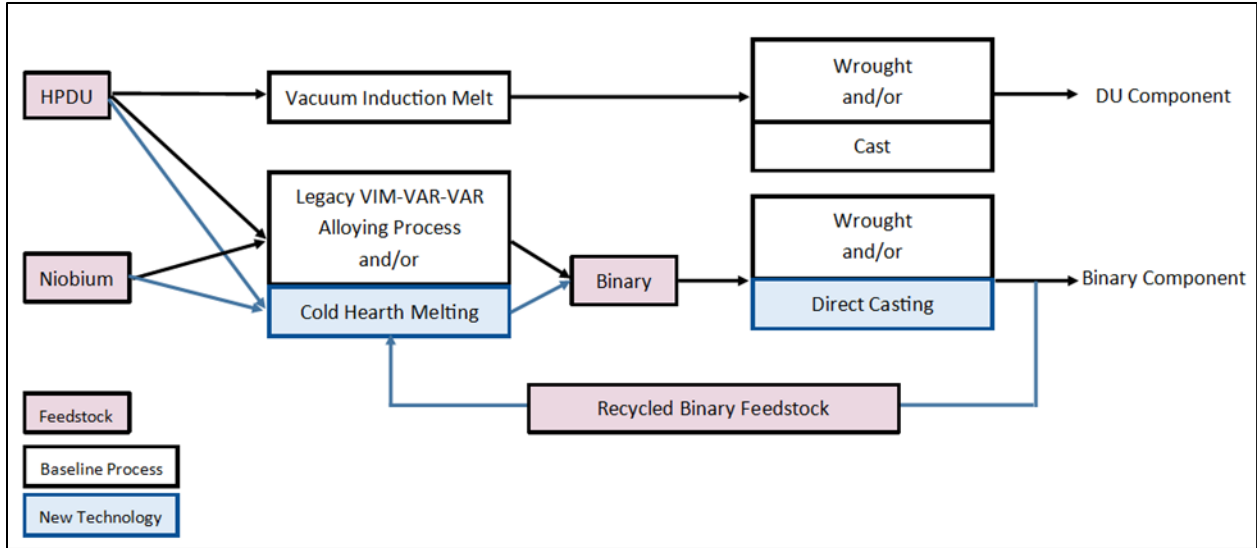 HPDU
Vacuum Induction Melt
Wrought
and/or
Cast
DU Component
Niobium
Legacy VIM-VAR-VAR
Alloying Process
and/or
Cold Hearth Melting
Binary
Wrought
and/or
Direct Casting
Binary Component
Recycled Binary Feedstock
Feedstock
Baseline Process
New Technology